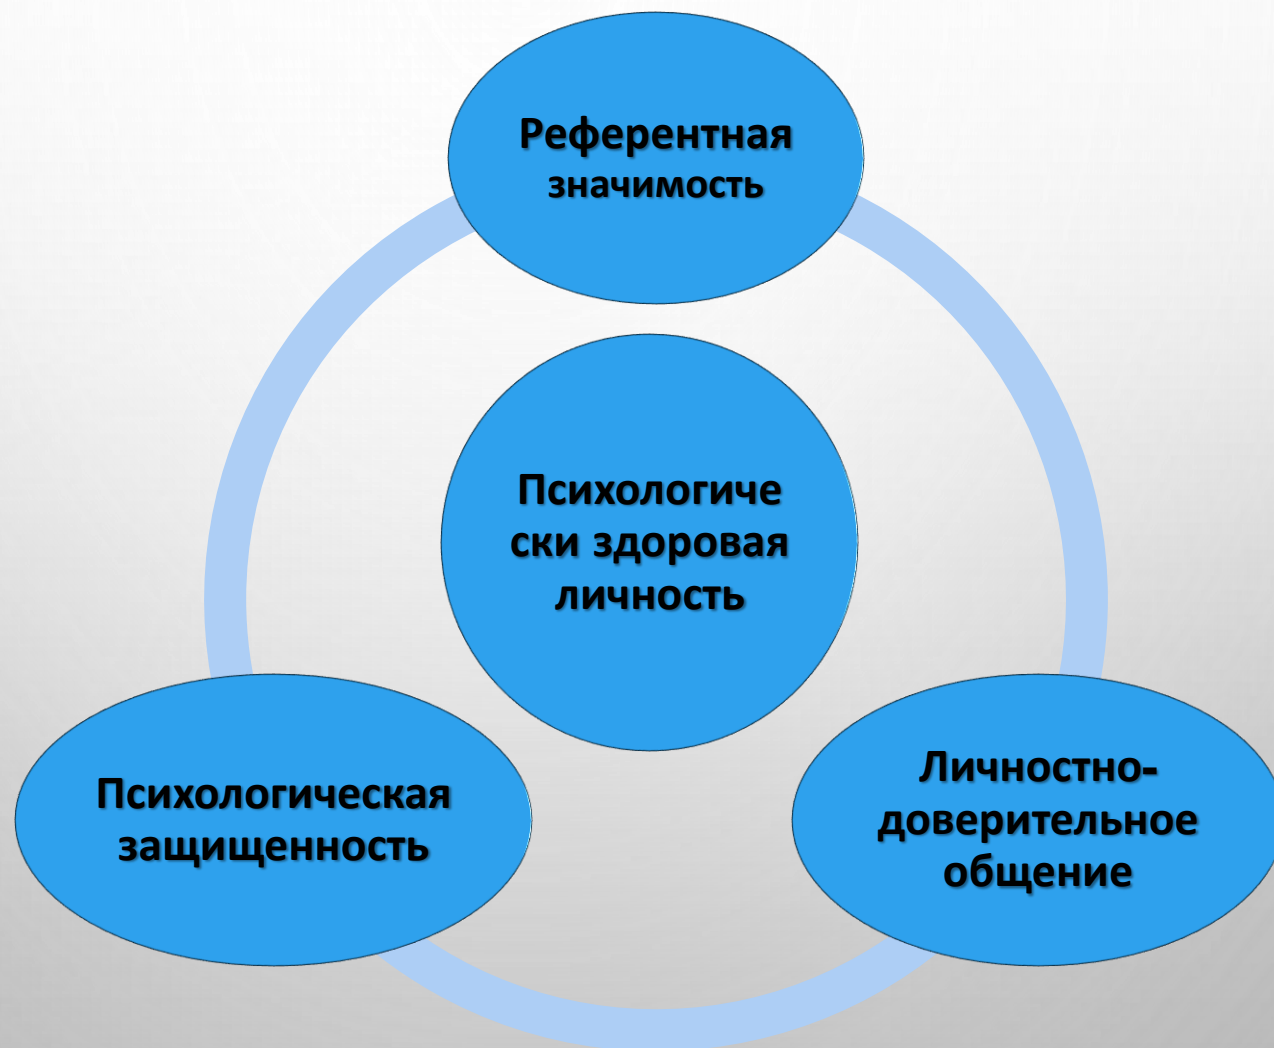 Референтная
значимость
Психологиче
ски здоровая
личность
Психологическая
защищенность
Личностно-
доверительное
общение